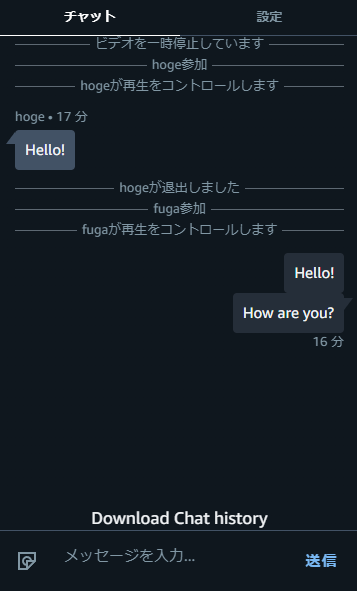 チャット
設定
ビデオを一時停止しています
hoge参加
hogeが再生をコントロールします
hoge • 17 分
Hello!
hogeが退出しました
fuga参加
fugaが再生をコントロールします
Hello!
How are you?
16 分
Download Chat history
メッセージを入力...
送信